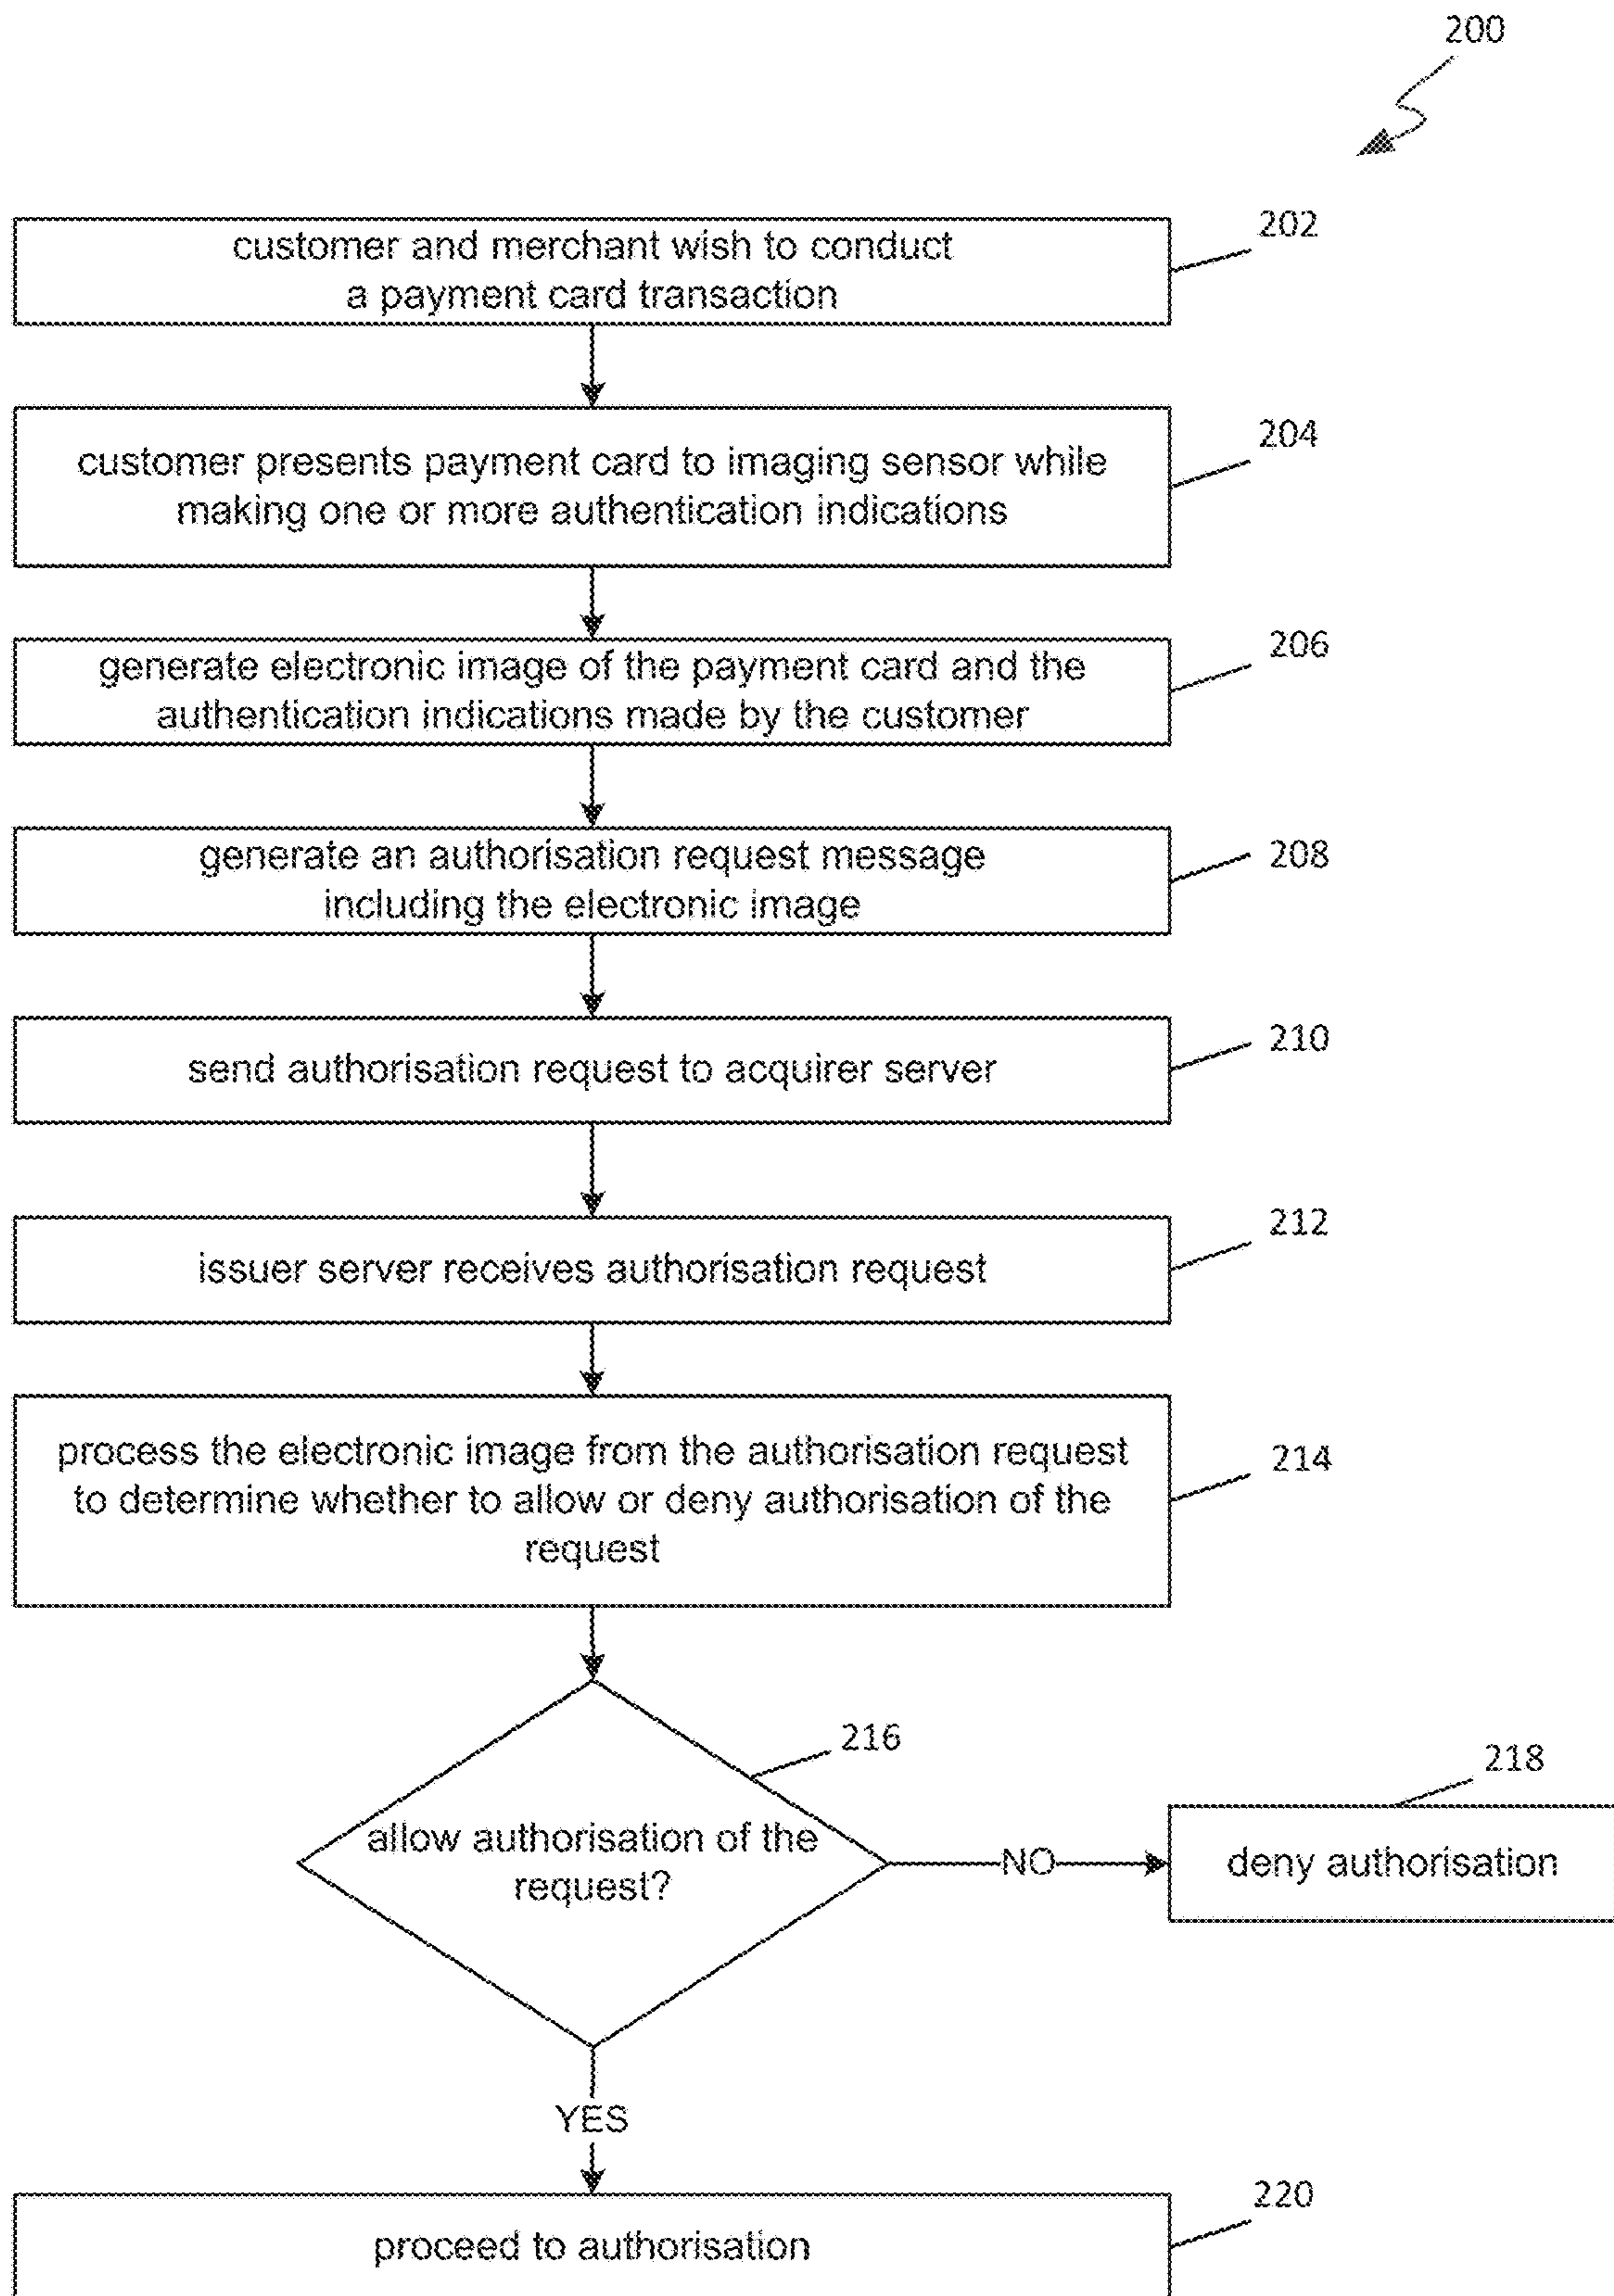 200
202
customer and merchant wish to conduct
a payment card transaction
204
customer presents payment card to imaging sensor while
making one or more authentication indications
206
generate electronic image of the payment card and the
authentication indications made by the customer
208
generate an authorisation request message
including the electronic image
210
send authorisation request to acquirer server
212
issuer server receives authorisation request
214
process the electronic image from the authorisation request
to determine whether to allow or deny authorisation of the
request
216
allow authorisation of the
request?
NO
218
deny authorisation
YES
220
proceed to authorisation